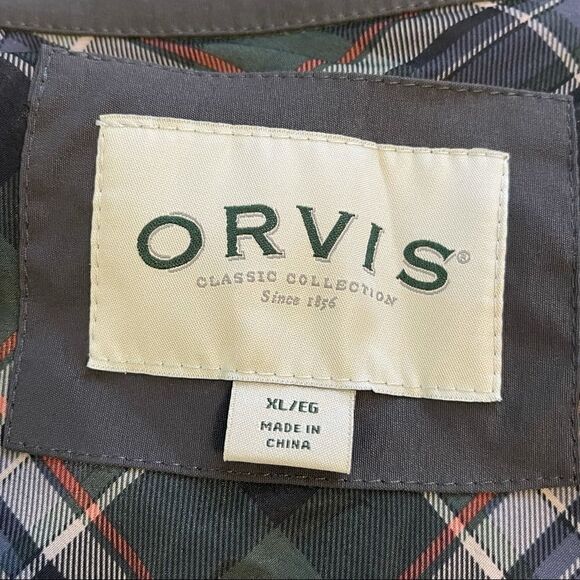 ORVIS®
CLASSIC COLLECTION
Since 1856
XL/EG
MADE IN
CHINA